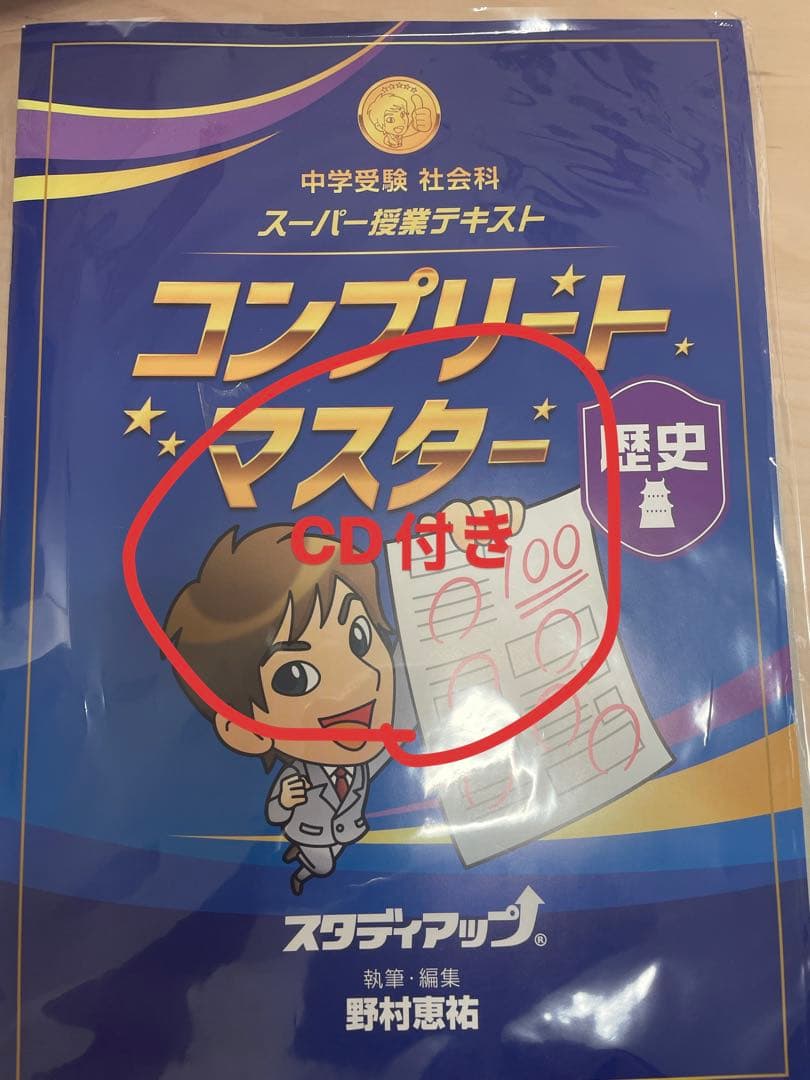 中学受験 社会科
スーパー授業テキスト
コンプリート
マスター
歴史
CD付き
100
スタディアップ®
執筆・編集
野村恵祐